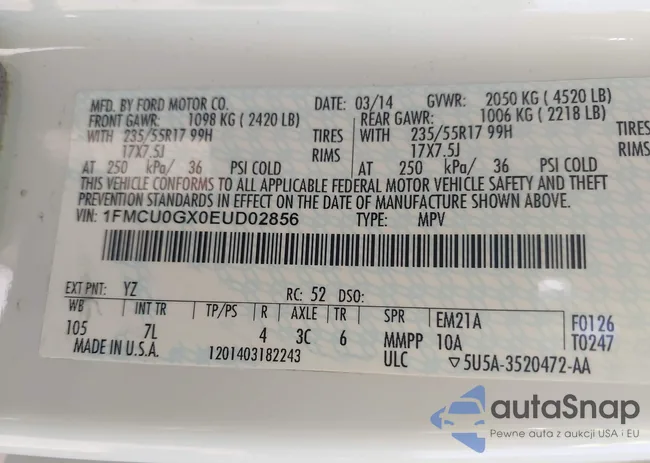 MFD. BY FORD MOTOR CO. DATE: 03/14 GVWR: 2050 KG ( 4520 LB)
FRONT GAWR: 1098 KG ( 2420 LB) REAR GAWR: 1006 KG ( 2218 LB)
WITH 235/55R17 99H TIRES WITH 235/55R17 99H TIRES
17X7.5J RIMS 17X7.5J RIMS
AT 250 kPa/ 36 PSI COLD AT 250 kPa/ 36 PSI COLD
THIS VEHICLE CONFORMS TO ALL APPLICABLE FEDERAL MOTOR VEHICLE SAFETY AND THEFT
PREVENTION STANDARDS IN EFFECT ON THE DATE OF MANUFACTURE SHOWN ABOVE.
VIN: 1FMCU0GX0EUD02856 TYPE: MPV
EXT PNT: YZ RC: 52 DSO:
WB INT TR TP/PS R AXLE TR SPR EM21A F0126
105 7L 4 3C 6 MMPP 10A T0247
MADE IN U.S.A. 1201403182243 ULC ▽5U5A-3520472-AA
autaSnap
Pewne auta z aukcji USA i EU